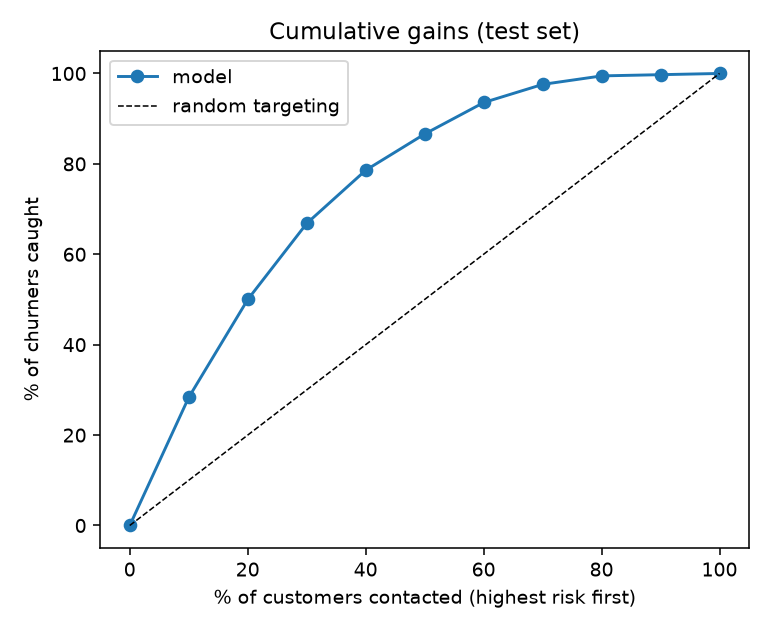 Cumulative gains (test set)
model
random targeting
100
80
60
40
20
0
% of churners caught
0 20 40 60 80 100
% of customers contacted (highest risk first)